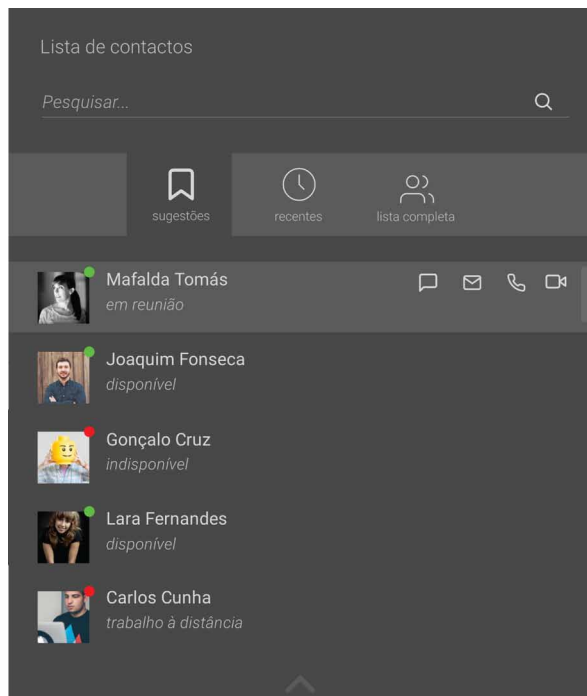 Lista de contactos
Pesquisar...
sugestões
recentes
lista completa
Mafalda Tomás
em reunião
Joaquim Fonseca
disponível
Gonçalo Cruz
indisponível
Lara Fernandes
disponível
Carlos Cunha
trabalho à distância